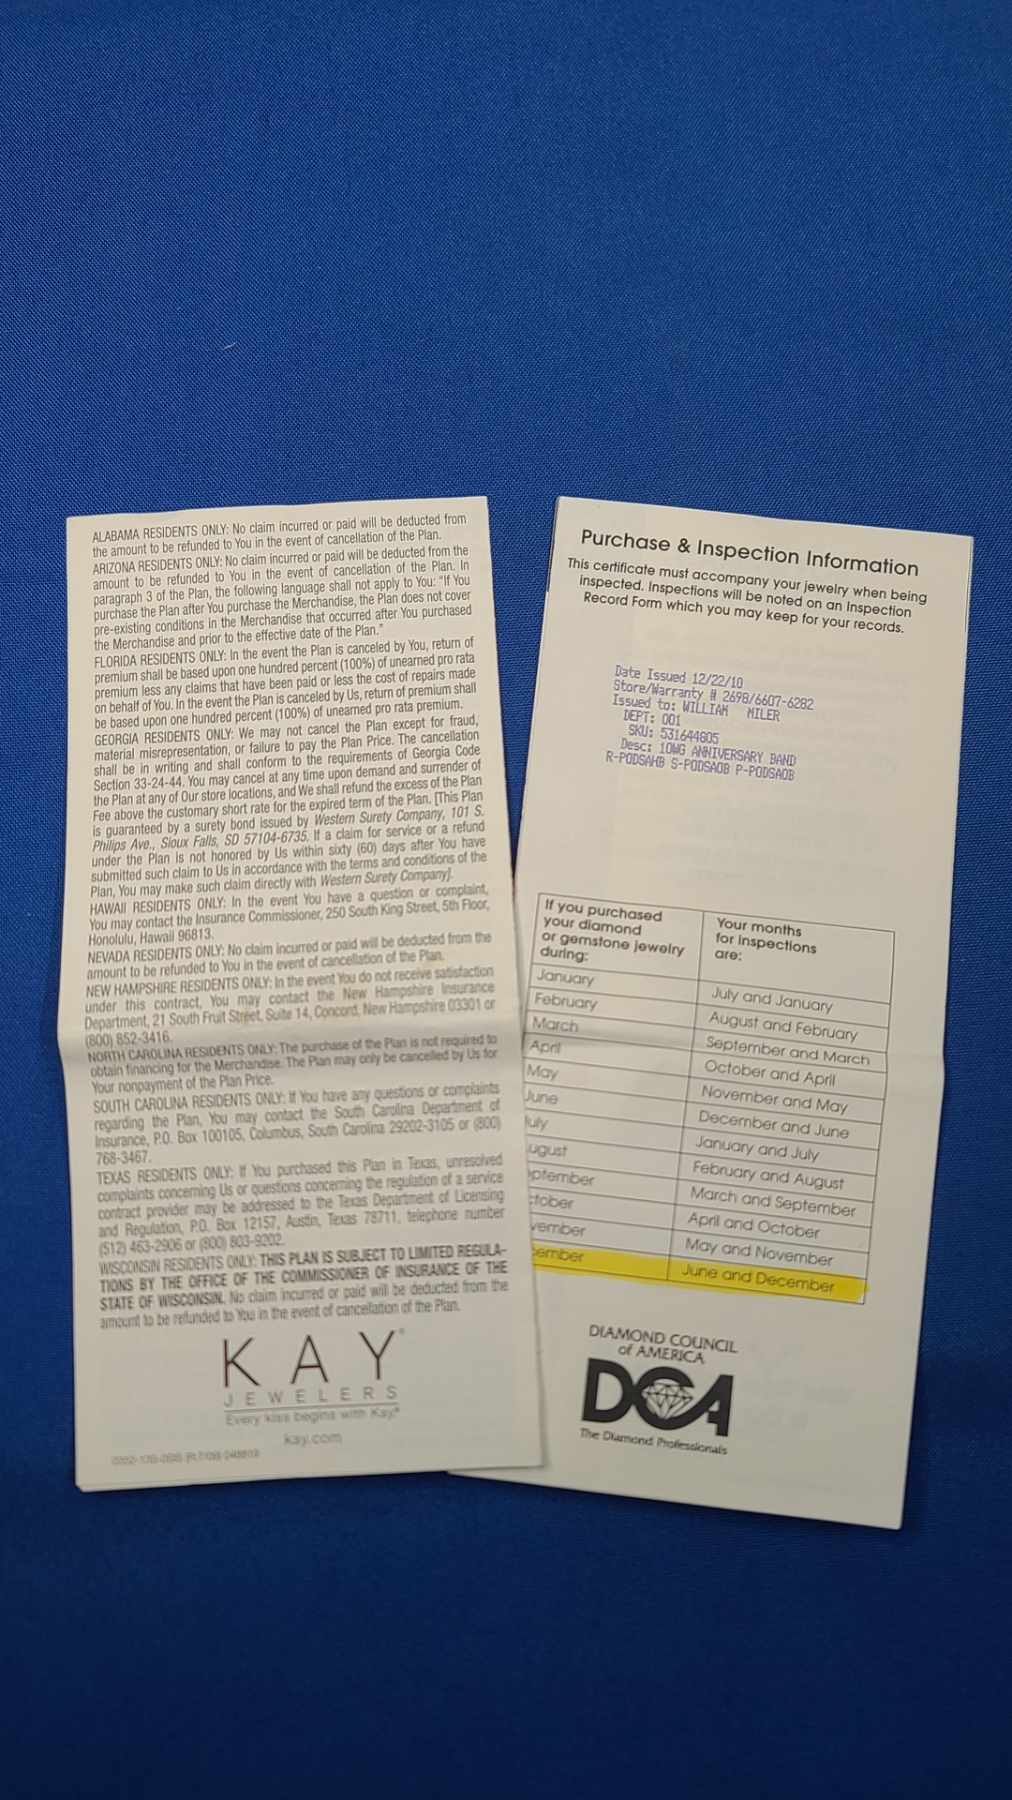 ALABAMA RESIDENTS ONLY: No claim incurred or paid will be deducted from
the amount to be refunded to You in the event of cancellation of the Plan.
ARIZONA RESIDENTS ONLY: No claim incurred or paid will be deducted from the
amount to be refunded to You in the event of cancellation of the Plan. In
paragraph 3 of the Plan, the following language shall not apply to You: "If You
purchase the Plan after You purchase the Merchandise, the Plan does not cover
pre-existing conditions in the Merchandise that occurred after You purchased
the Merchandise and prior to the effective date of the Plan."
FLORIDA RESIDENTS ONLY: In the event the Plan is canceled by You, return of
premium shall be based upon one hundred percent (100%) of unearned pro rata
premium less any claims that have been paid or less the cost of repairs made
on behalf of You. In the event the Plan is canceled by Us, return of premium shall
be based upon one hundred percent (100%) of unearned pro rata premium.
GEORGIA RESIDENTS ONLY: We may not cancel the Plan except for fraud,
material misrepresentation, or failure to pay the Plan Price. The cancellation
shall be in writing and shall conform to the requirements of Georgia Code
Section 33-24-44. You may cancel at any time upon demand and surrender of
the Plan at any of Our store locations, and We shall refund the excess of the Plan
Fee above the customary short rate for the expired term of the Plan. [This Plan
is guaranteed by a surety bond issued by Western Surety Company, 101 S.
Philips Ave., Sioux Falls, SD 57104-6735. If a claim for service or a refund
under the Plan is not honored by Us within sixty (60) days after You have
submitted such claim to Us in accordance with the terms and conditions of the
Plan, You may make such claim directly with Western Surety Company].
HAWAII RESIDENTS ONLY: In the event You have a question or complaint,
You may contact the Insurance Commissioner, 250 South King Street, 5th Floor,
Honolulu, Hawaii 96813.
NEVADA RESIDENTS ONLY: No claim incurred or paid will be deducted from the
amount to be refunded to You in the event of cancellation of the Plan.
NEW HAMPSHIRE RESIDENTS ONLY: In the event You do not receive satisfaction
under this contract, You may contact the New Hampshire Insurance
Department, 21 South Fruit Street, Suite 14, Concord, New Hampshire 03301 or
(800) 852-3416.
NORTH CAROLINA RESIDENTS ONLY: The purchase of the Plan is not required to
obtain financing for the Merchandise. The Plan may only be cancelled by Us for
Your nonpayment of the Plan Price.
SOUTH CAROLINA RESIDENTS ONLY: If You have any questions or complaints
regarding the Plan, You may contact the South Carolina Department of
Insurance, P.O. Box 100105, Columbus, South Carolina 29202-3105 or (800)
768-3467.
TEXAS RESIDENTS ONLY: If You purchased this Plan in Texas, unresolved
complaints concerning Us or questions concerning the regulation of a service
contract provider may be addressed to the Texas Department of Licensing
and Regulation, P.O. Box 12157, Austin, Texas 78711, telephone number
(512) 463-2906 or (800) 803-9202.
WISCONSIN RESIDENTS ONLY: THIS PLAN IS SUBJECT TO LIMITED REGULA-
TIONS BY THE OFFICE OF THE COMMISSIONER OF INSURANCE OF THE
STATE OF WISCONSIN. No claim incurred or paid will be deducted from the
amount to be refunded to You in the event of cancellation of the Plan.
KAY®
JEWELERS
Every kiss begins with Kay®
kay.com
Purchase & Inspection Information
This certificate must accompany your jewelry when being
inspected. Inspections will be noted on an Inspection
Record Form which you may keep for your records.
Date Issued 12/22/10
Store/Warranty # 2698/6607-6282
Issued to: WILLIAM MILER
DEPT: 001
SKU: 531644805
Desc: 10WG ANNIVERSARY BAND
R-PODSAHB S-PODSAOB P-PODSAOB
If you purchased
your diamond
or gemstone jewelry
during:
Your months
for inspections
are:
January July and January
February August and February
March September and March
April October and April
May November and May
June December and June
uly January and July
ugust February and August
eptember March and September
ctober April and October
vember May and November
cember June and December
DIAMOND COUNCIL
of AMERICA
DCA
The Diamond Professionals